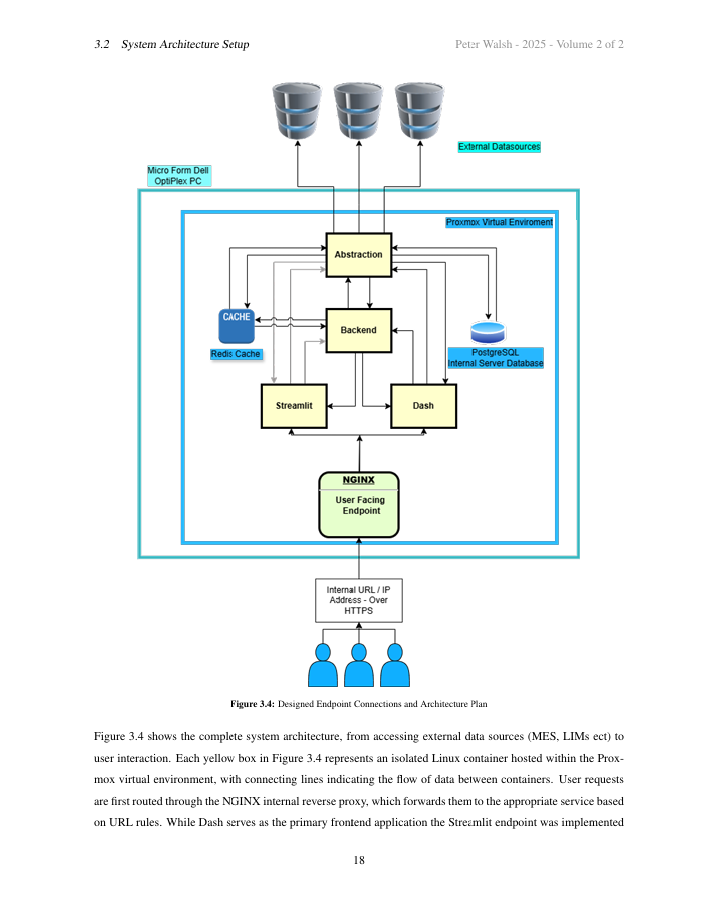 3.2 System Architecture Setup
Peter Walsh - 2025 - Volume 2 of 2
External Datasources
Micro Form Dell
OptiPlex PC
Proxmpx Virtual Enviroment
Abstraction
CACHE
Redis Cache
Backend
PostgreSQL
Internal Server Database
Streamlit
Dash
NGINX
User Facing
Endpoint
Internal URL / IP
Address - Over
HTTPS
Figure 3.4: Designed Endpoint Connections and Architecture Plan
Figure 3.4 shows the complete system architecture, from accessing external data sources (MES, LIMs ect) to
user interaction. Each yellow box in Figure 3.4 represents an isolated Linux container hosted within the Prox-
mox virtual environment, with connecting lines indicating the flow of data between containers. User requests
are first routed through the NGINX internal reverse proxy, which forwards them to the appropriate service based
on URL rules. While Dash serves as the primary frontend application the Streamlit endpoint was implemented
18